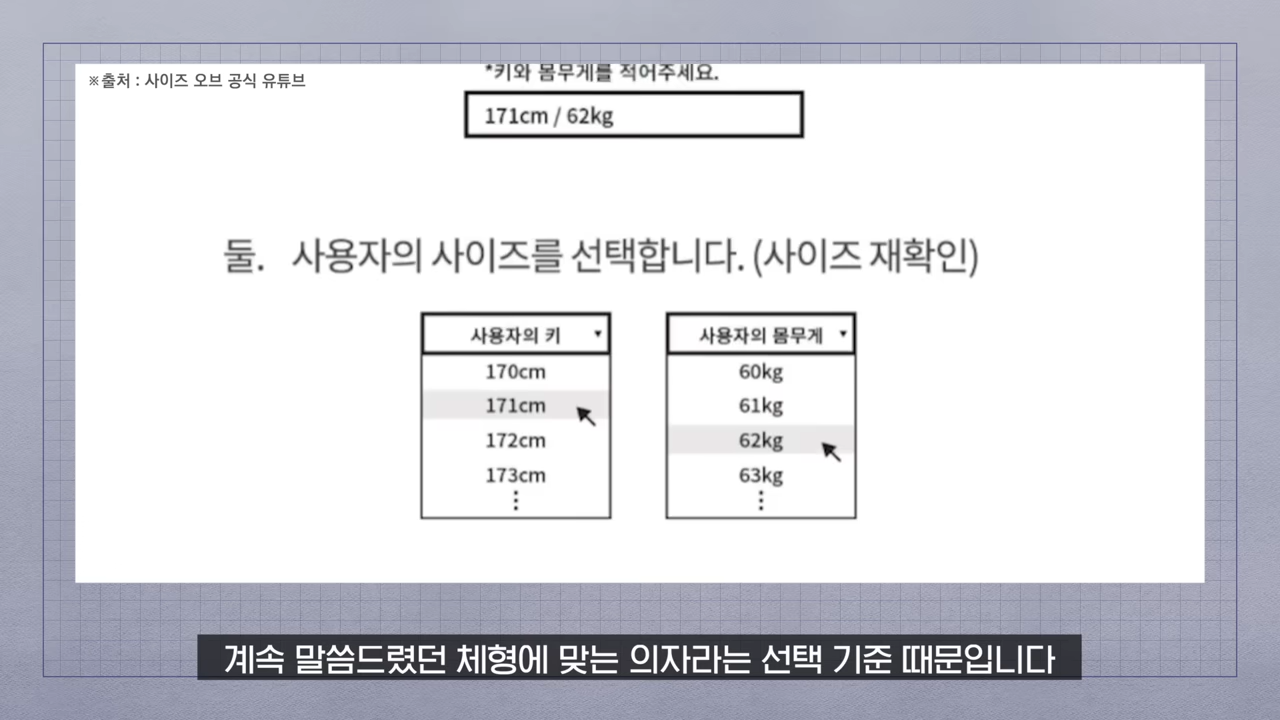 ※출처 : 사이즈 오브 공식 유튜브
*키와 몸무게를 적어주세요.
171cm / 62kg
둘. 사용자의 사이즈를 선택합니다. (사이즈 재확인)
사용자의 키 ▼
170cm
171cm
172cm
173cm
⋮
사용자의 몸무게 ▼
60kg
61kg
62kg
63kg
⋮
계속 말씀드렸던 체형에 맞는 의자라는 선택 기준 때문입니다